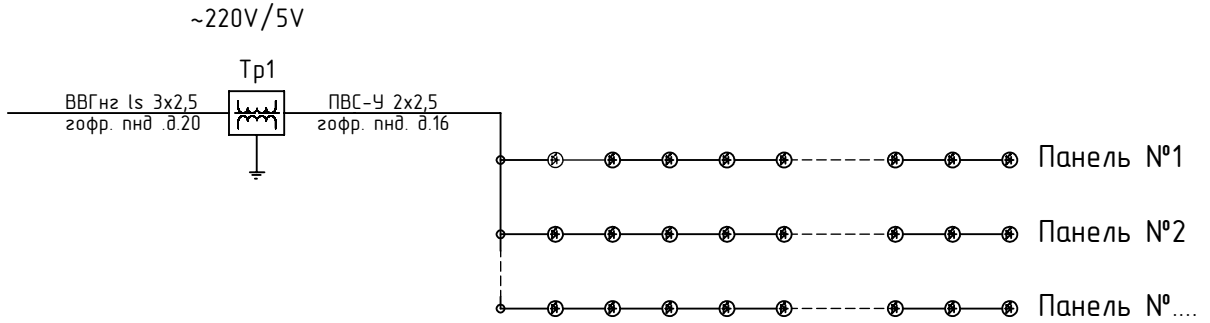 ~220V/5V
Тр1
ВВГнг ls 3х2,5
гофр. пнд .д.20
ПВС-У 2х2,5
гофр. пнд. д.16
Панель №1
Панель №2
Панель №....